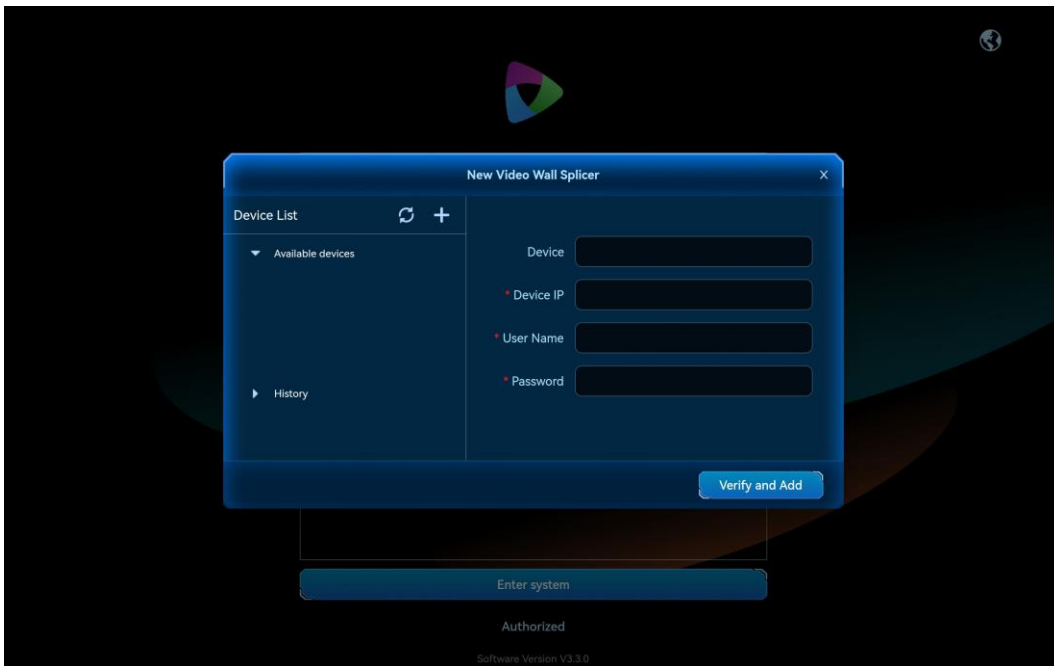 New Video Wall Splicer
X
Device List
Available devices
History
Device
* Device IP
* User Name
* Password
Verify and Add
Enter system
Authorized
Software Version V3.3.0